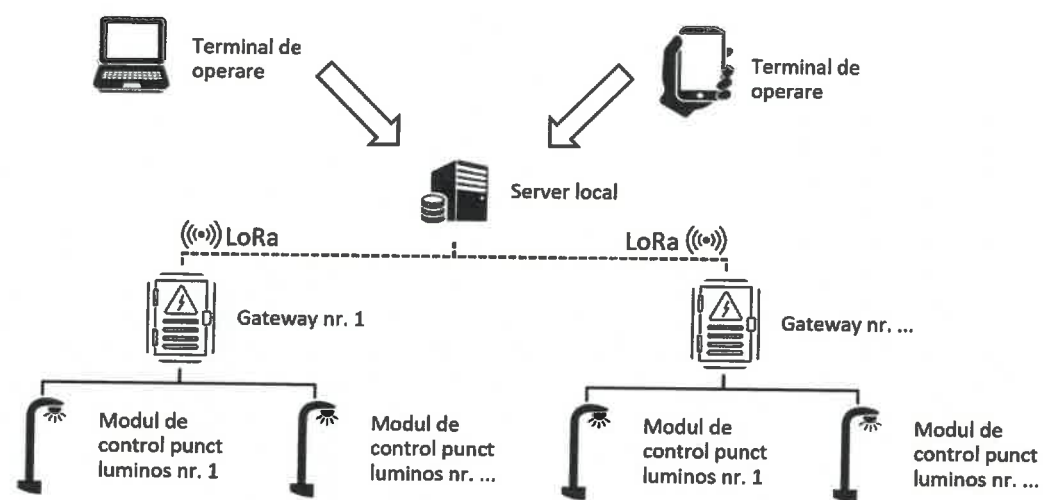 Terminal de
operare
Terminal de
operare
Server local
LoRa
LoRa
Gateway nr. 1
Gateway nr. ...
Modul de
control punct
luminos nr. 1
Modul de
control punct
luminos nr. ...
Modul de
control punct
luminos nr. 1
Modul de
control punct
luminos nr. ...